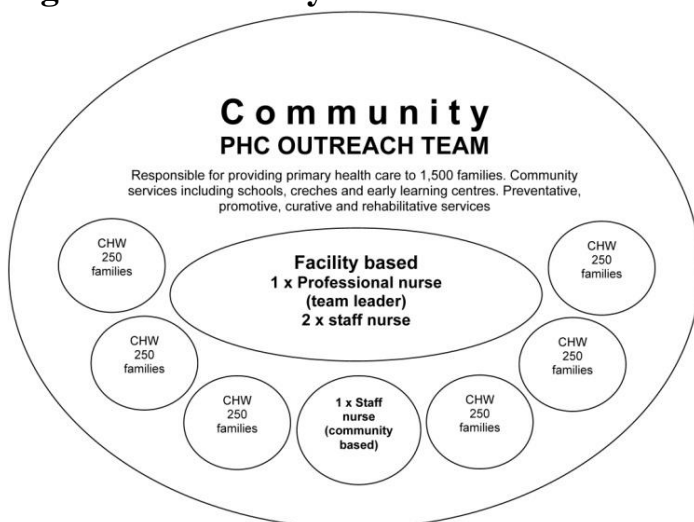 Community
PHC OUTREACH TEAM
Responsible for providing primary health care to 1,500 families. Community
services including schools, creches and early learning centres. Preventative,
promotive, curative and rehabilitative services
CHW
250
families
Facility based
1 x Professional nurse
(team leader)
2 x staff nurse
CHW
250
families
CHW
250
families
CHW
250
families
CHW
250
families
1 x Staff
nurse
(community
based)
CHW
250
families